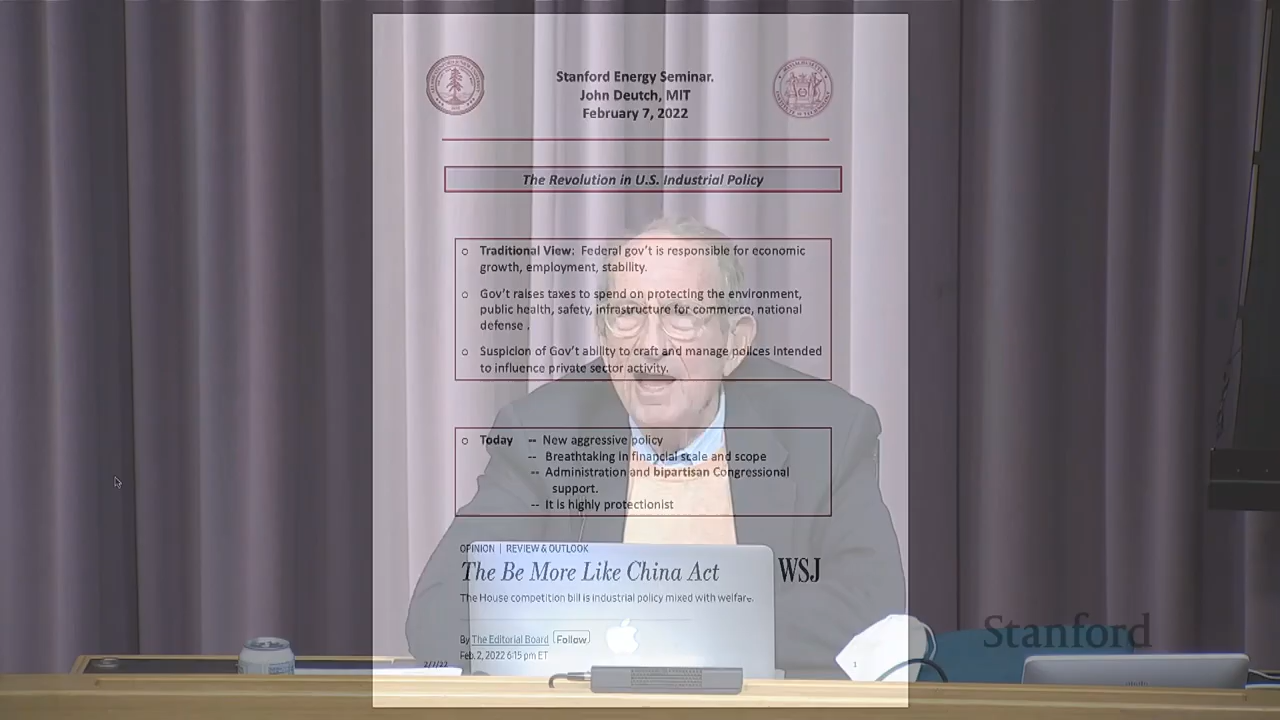 Stanford Energy Seminar.
John Deutch, MIT
February 7, 2022
The Revolution in U.S. Industrial Policy
o Traditional View: Federal gov't is responsible for economic
growth, employment, stability.
o Gov't raises taxes to spend on protecting the environment,
public health, safety, infrastructure for commerce, national
defense .
o Suspicion of Gov't ability to craft and manage polices intended
to influence private sector activity.
o Today -- New aggressive policy
-- Breathtaking in financial scale and scope
-- Administration and bipartisan Congressional
support.
-- It is highly protectionist
OPINION | REVIEW & OUTLOOK
The Be More Like China Act WSJ
The House competition bill is industrial policy mixed with welfare.
By The Editorial Board Follow
Feb. 2, 2022 6:15 pm ET
2/7/22 1
Stanford